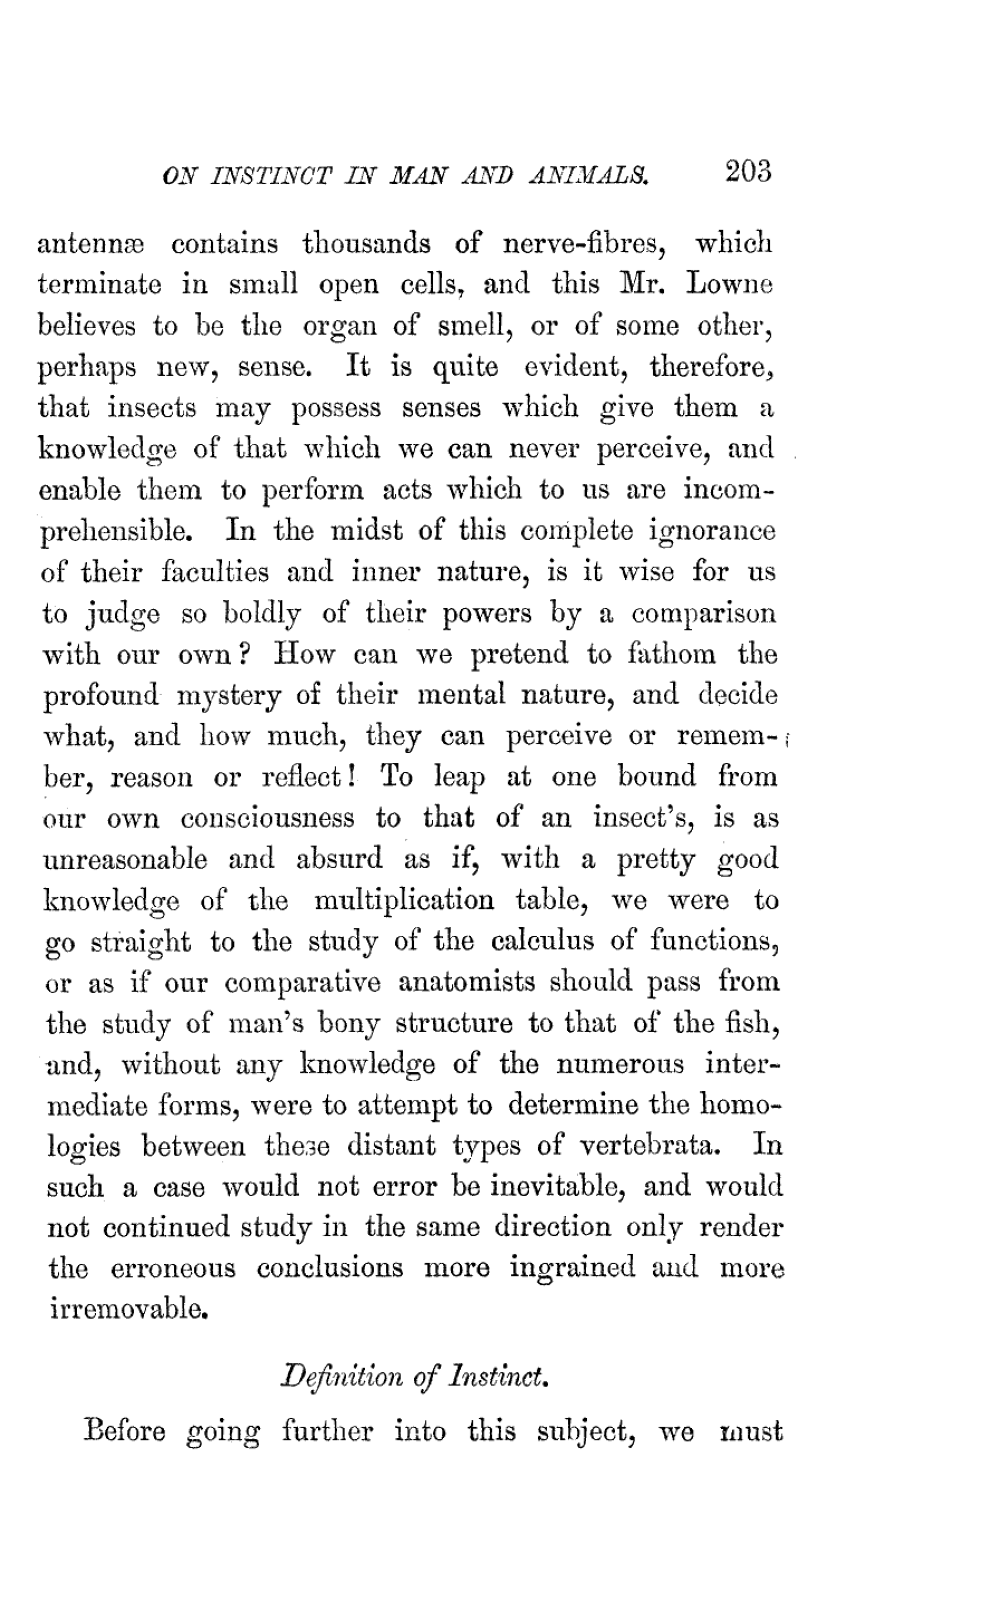 ON INSTINCT IN MAN AND ANIMALS. 203
antennæ contains thousands of nerve-fibres, which
terminate in small open cells, and this Mr. Lowne
believes to be the organ of smell, or of some other,
perhaps new, sense. It is quite evident, therefore,
that insects may possess senses which give them a
knowledge of that which we can never perceive, and
enable them to perform acts which to us are incom-
prehensible. In the midst of this complete ignorance
of their faculties and inner nature, is it wise for us
to judge so boldly of their powers by a comparison
with our own? How can we pretend to fathom the
profound mystery of their mental nature, and decide
what, and how much, they can perceive or remem-
ber, reason or reflect! To leap at one bound from
our own consciousness to that of an insect's, is as
unreasonable and absurd as if, with a pretty good
knowledge of the multiplication table, we were to
go straight to the study of the calculus of functions,
or as if our comparative anatomists should pass from
the study of man's bony structure to that of the fish,
and, without any knowledge of the numerous inter-
mediate forms, were to attempt to determine the homo-
logies between these distant types of vertebrata. In
such a case would not error be inevitable, and would
not continued study in the same direction only render
the erroneous conclusions more ingrained and more
irremovable.
Definition of Instinct.
Before going further into this subject, we must